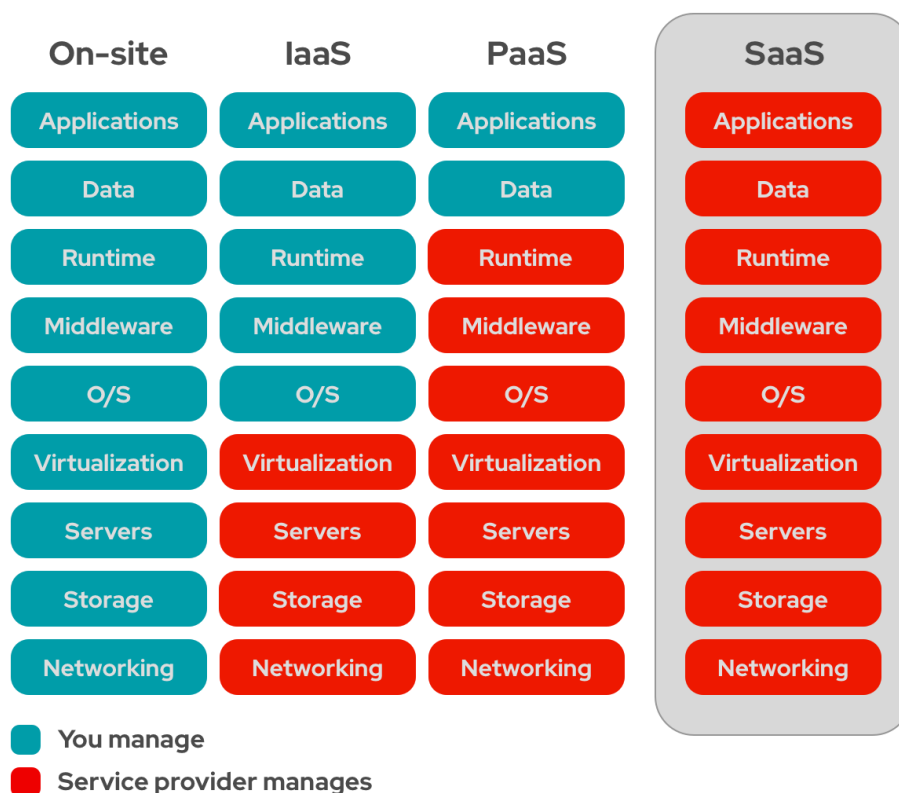 On-site IaaS PaaS SaaS
Applications Applications Applications Applications
Data Data Data Data
Runtime Runtime Runtime Runtime
Middleware Middleware Middleware Middleware
O/S O/S O/S O/S
Virtualization Virtualization Virtualization Virtualization
Servers Servers Servers Servers
Storage Storage Storage Storage
Networking Networking Networking Networking
You manage
Service provider manages